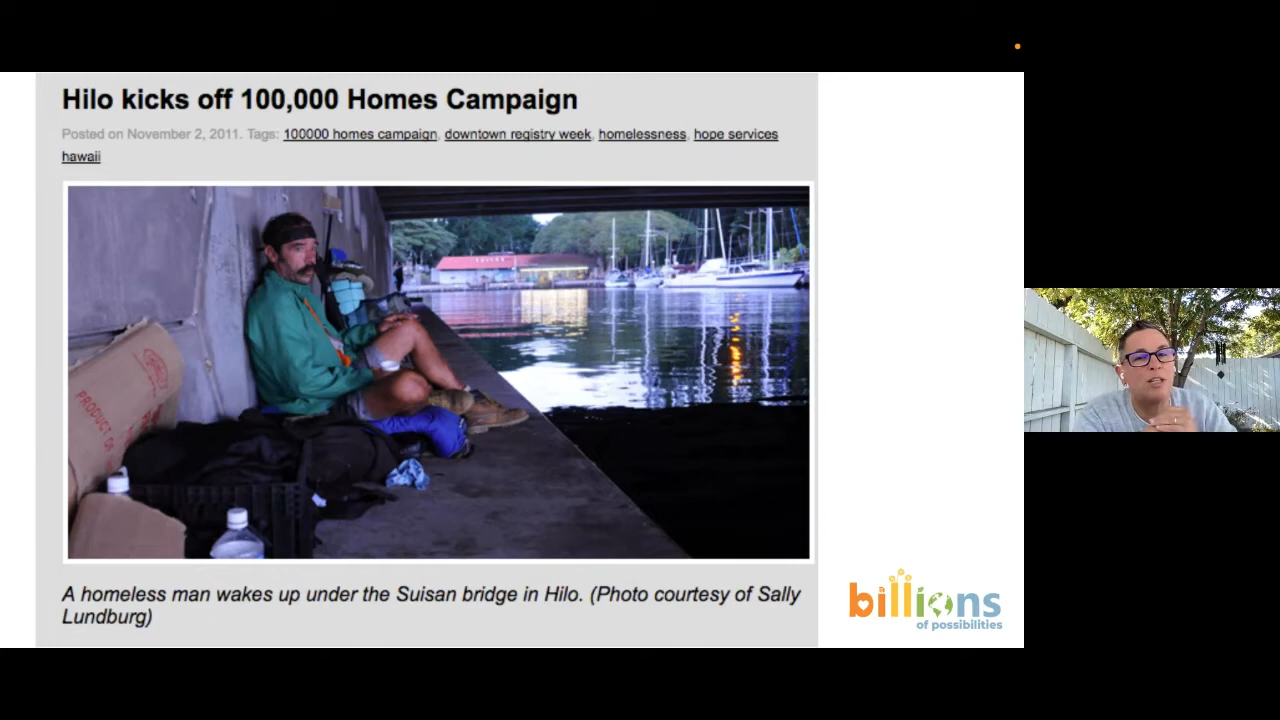 Hilo kicks off 100,000 Homes Campaign
Posted on November 2, 2011. Tags: 100000 homes campaign, downtown registry week, homelessness, hope services
hawaii
PRODUCT OF
A homeless man wakes up under the Suisan bridge in Hilo. (Photo courtesy of Sally
Lundburg)
billions
of possibilities